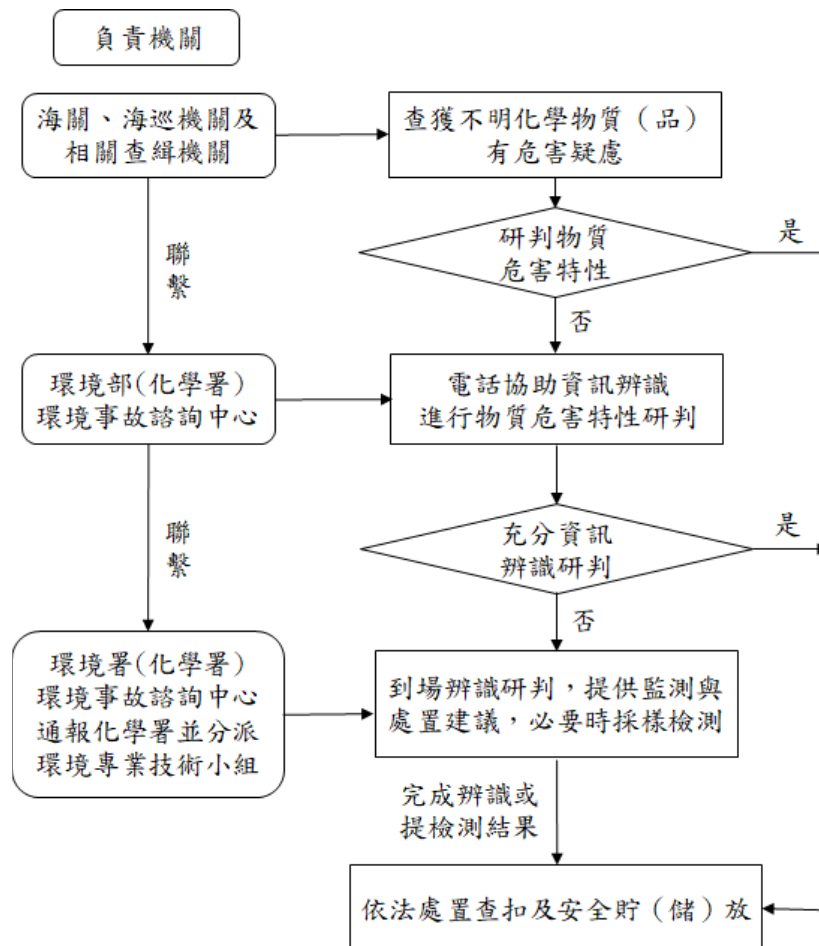 負責機關
海關、海巡機關及
相關查緝機關
查獲不明化學物質（品）
有危害疑慮
研判物質
危害特性
是
聯
繫
否
環境部(化學署)
環境事故諮詢中心
電話協助資訊辨識
進行物質危害特性研判
充分資訊
辨識研判
是
聯
繫
否
環境署(化學署)
環境事故諮詢中心
通報化學署並分派
環境專業技術小組
到場辨識研判，提供監測與
處置建議，必要時採樣檢測
完成辨識或
提檢測結果
依法處置查扣及安全貯（儲）放